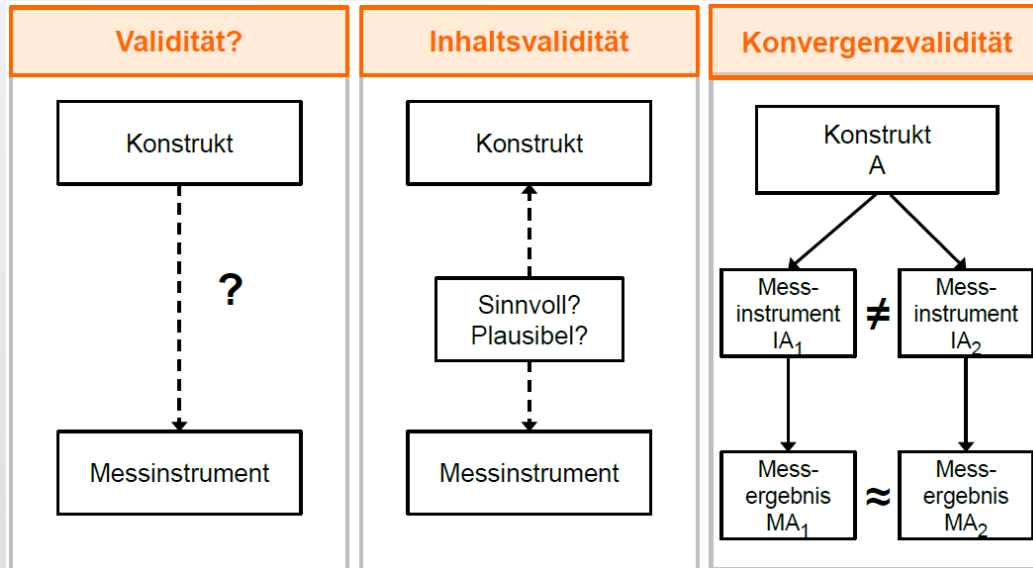 Validität?
Konstrukt
?
Messinstrument
Inhaltsvalidität
Konstrukt
Sinnvoll?
Plausibel?
Messinstrument
Konvergenzvalidität
Konstrukt
A
Mess-
instrument
IA₁
≠
Mess-
instrument
IA₂
Mess-
ergebnis
MA₁
≈
Mess-
ergebnis
MA₂